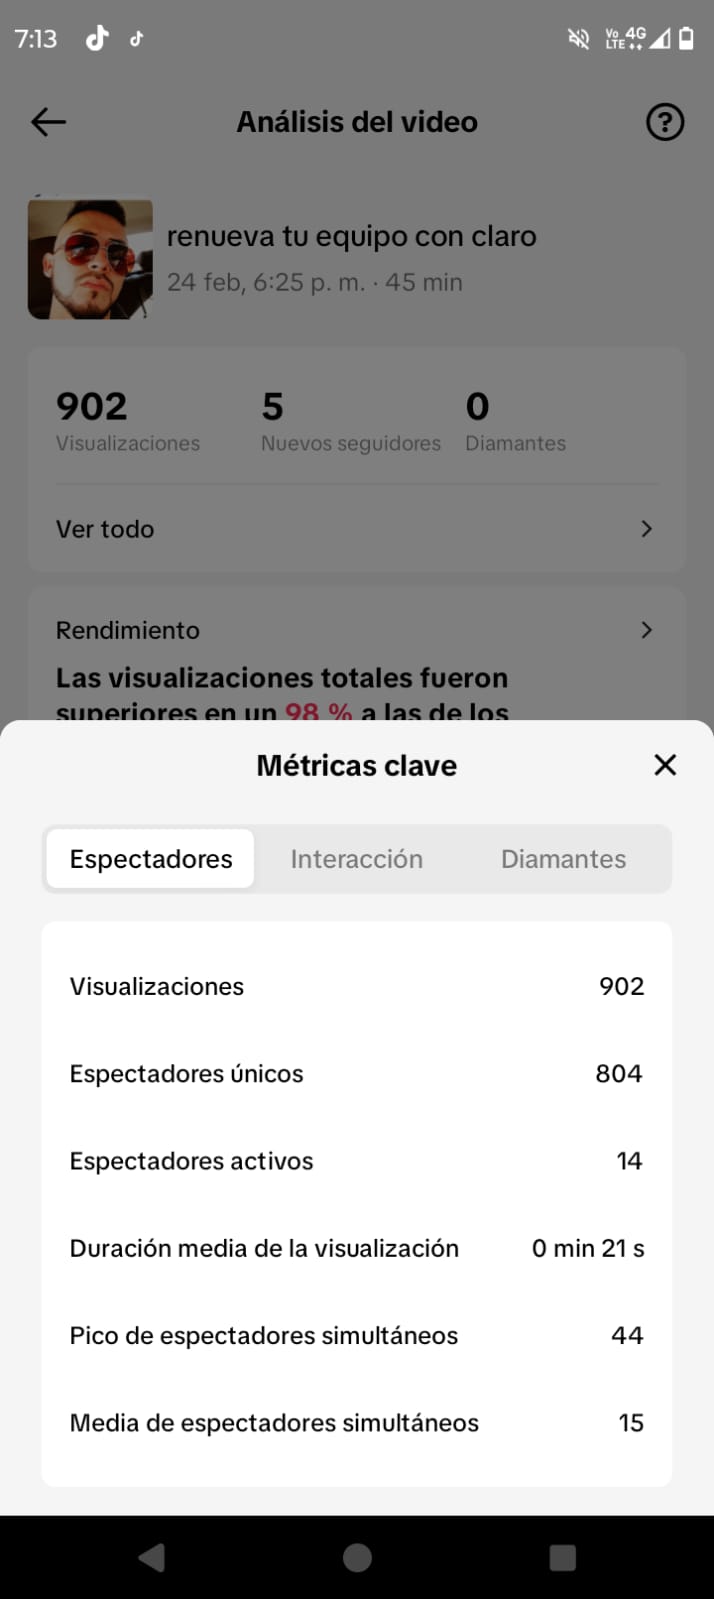 7:13
Vo LTE 4G
Análisis del video
?
renueva tu equipo con claro
24 feb, 6:25 p. m. · 45 min
902 5 0
Visualizaciones Nuevos seguidores Diamantes
Ver todo
Rendimiento
Las visualizaciones totales fueron
superiores en un 98 % a las de los
Métricas clave
Espectadores Interacción Diamantes
Visualizaciones 902
Espectadores únicos 804
Espectadores activos 14
Duración media de la visualización 0 min 21 s
Pico de espectadores simultáneos 44
Media de espectadores simultáneos 15